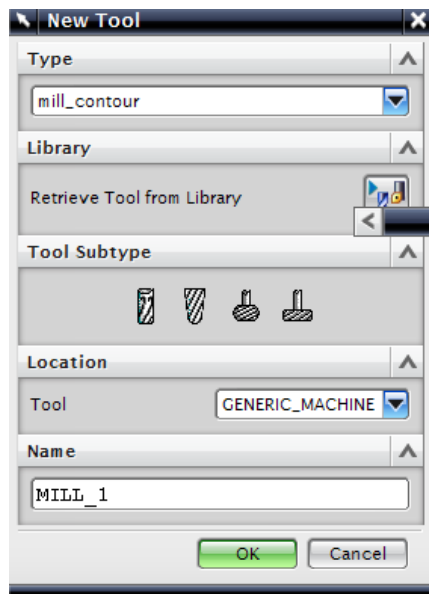 New Tool
Type
mill_contour
Library
Retrieve Tool from Library
Tool Subtype
Location
Tool GENERIC_MACHINE
Name
MILL_1
OK Cancel